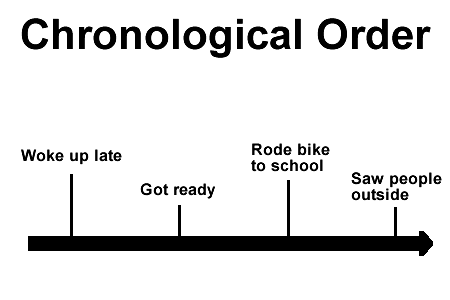 Chronological Order
Woke up late
Got ready
Rode bike
to school
Saw people
outside